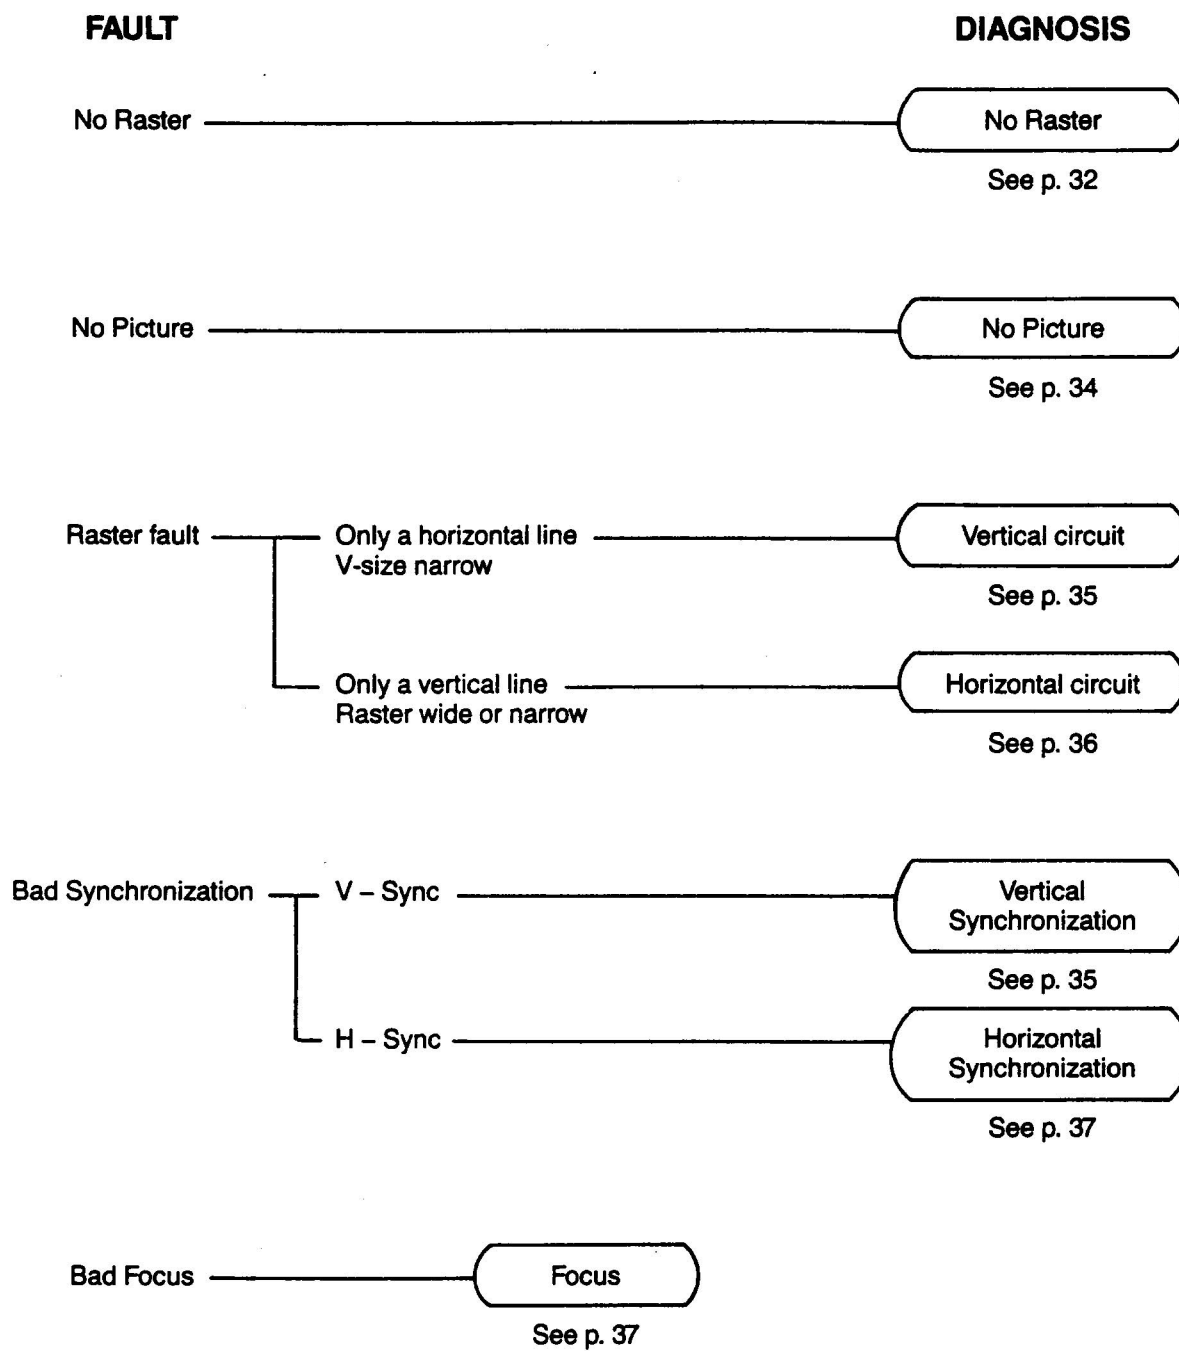 FAULT DIAGNOSIS
No Raster No Raster
See p. 32
No Picture No Picture
See p. 34
Raster fault Only a horizontal line Vertical circuit
V-size narrow
See p. 35
Only a vertical line Horizontal circuit
Raster wide or narrow
See p. 36
Bad Synchronization V – Sync Vertical
Synchronization
See p. 35
H – Sync Horizontal
Synchronization
See p. 37
Bad Focus Focus
See p. 37